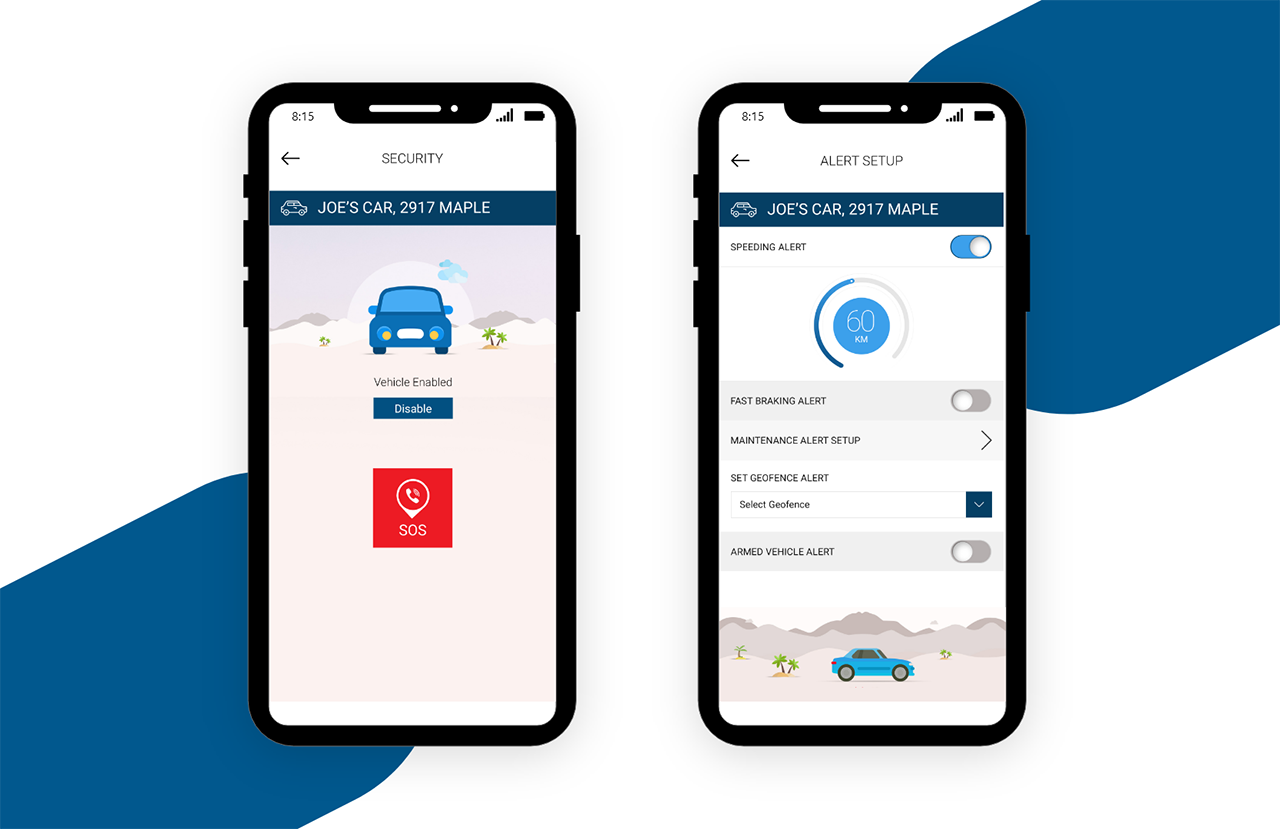 8:15
SECURITY
JOE'S CAR, 2917 MAPLE
Vehicle Enabled
Disable
SOS
8:15
ALERT SETUP
JOE'S CAR, 2917 MAPLE
SPEEDING ALERT
60
KM
FAST BRAKING ALERT
MAINTENANCE ALERT SETUP
SET GEOFENCE ALERT
Select Geofence
ARMED VEHICLE ALERT